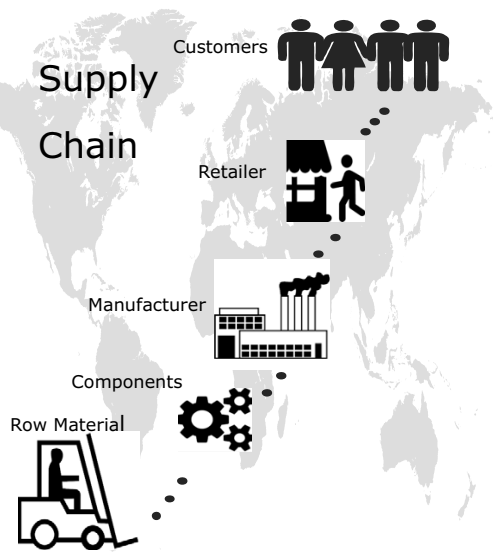 Customers
Supply
Chain
Retailer
Manufacturer
Components
Row Material